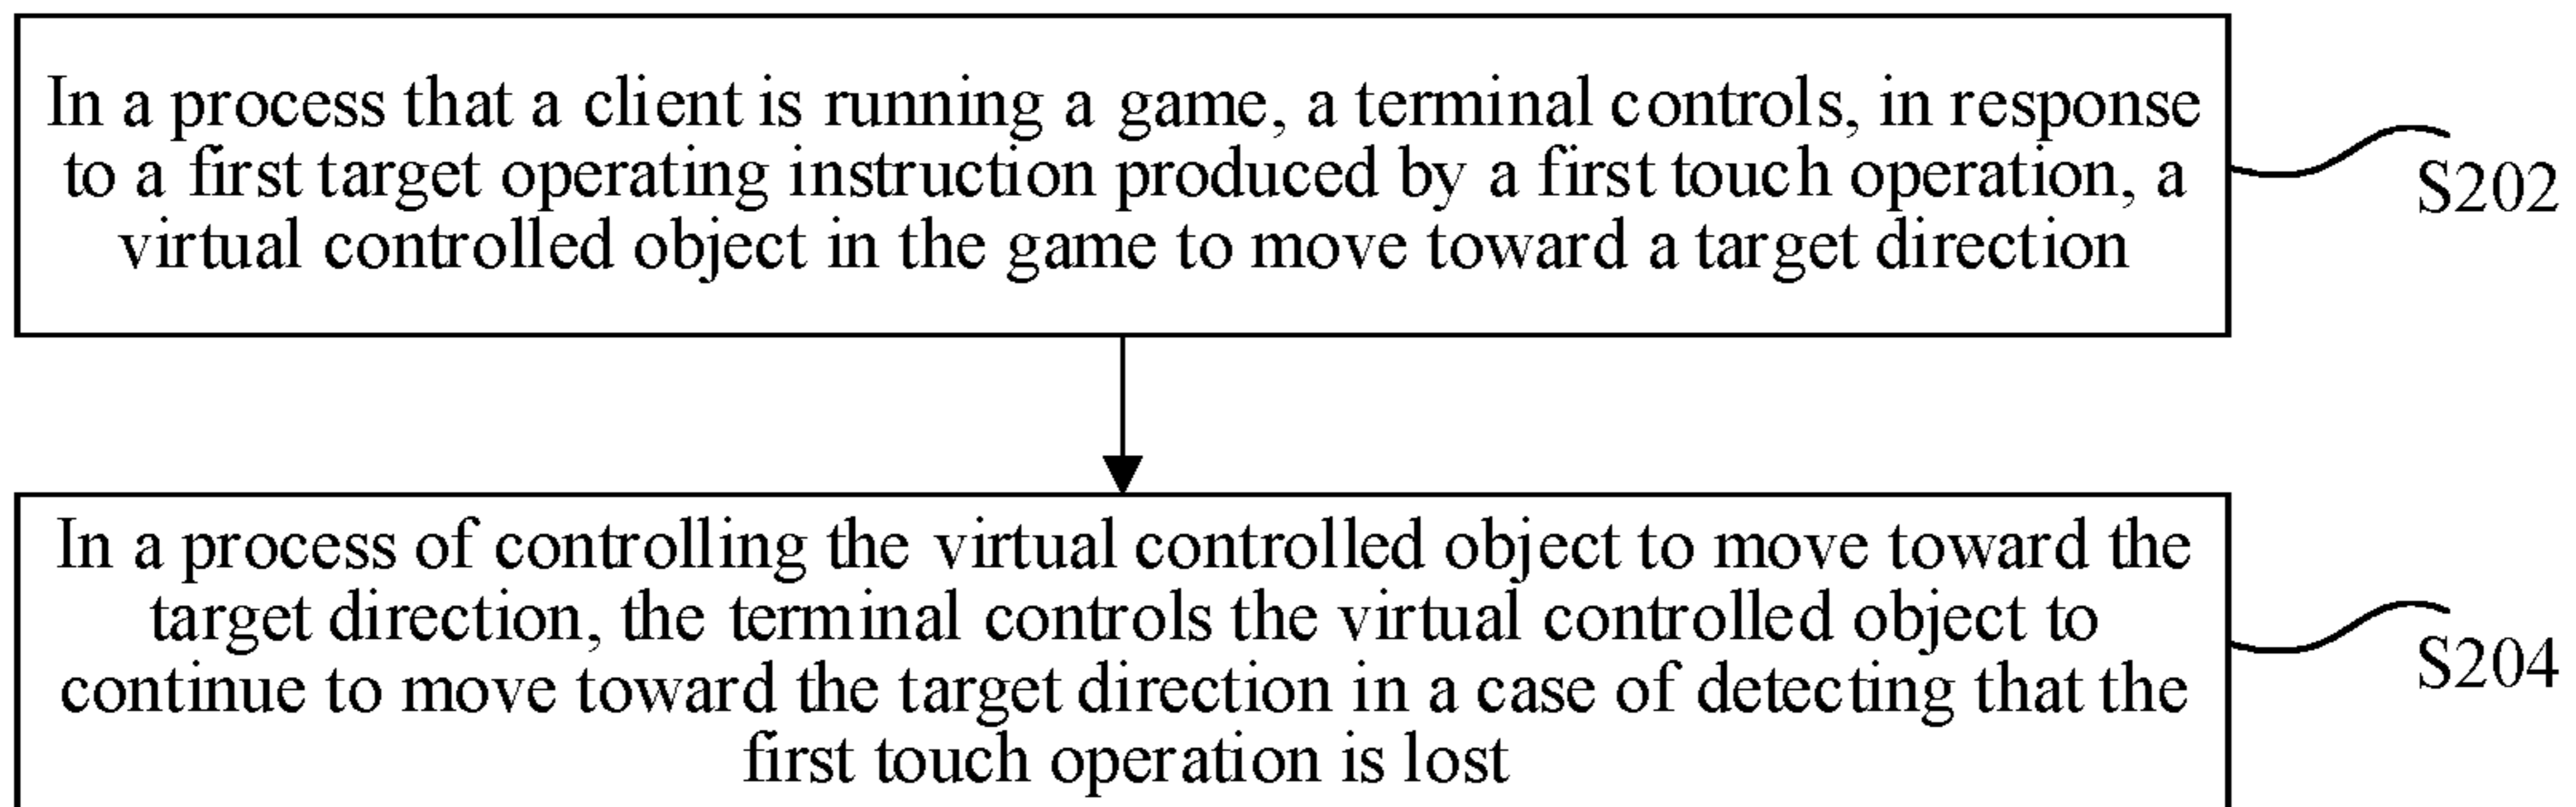 In a process that a client is running a game, a terminal controls, in response
to a first target operating instruction produced by a first touch operation, a
virtual controlled object in the game to move toward a target direction
S202
In a process of controlling the virtual controlled object to move toward the
target direction, the terminal controls the virtual controlled object to
continue to move toward the target direction in a case of detecting that the
first touch operation is lost
S204